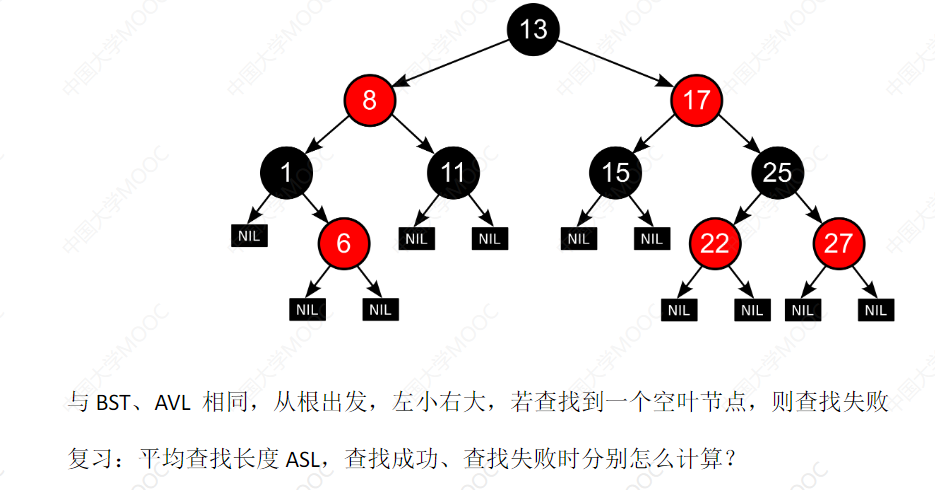 13
8 17
1 11 15 25
NIL 6 NIL NIL NIL NIL 22 27
NIL NIL NIL NIL NIL NIL
与 BST、AVL 相同，从根出发，左小右大，若查找到一个空叶节点，则查找失败
复习：平均查找长度 ASL，查找成功、查找失败时分别怎么计算？
中国大学MOOC